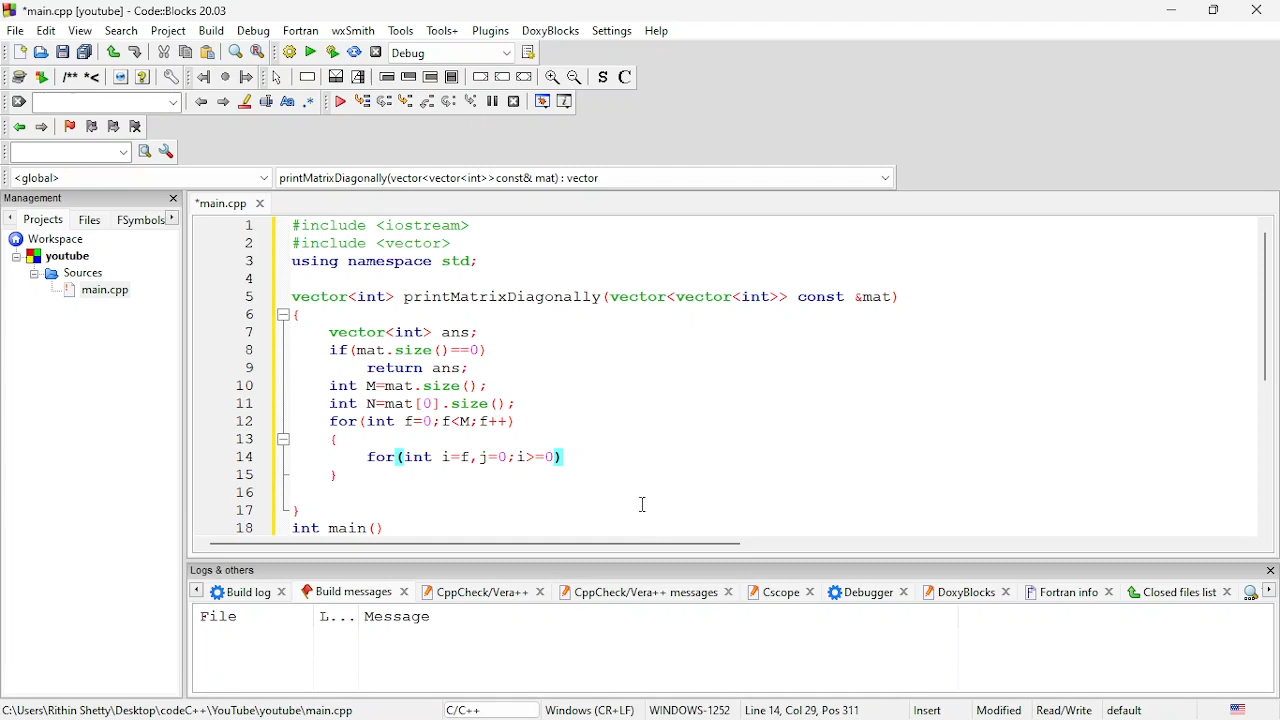 *main.cpp [youtube] - Code::Blocks 20.03
File Edit View Search Project Build Debug Fortran wxSmith Tools Tools+ Plugins DoxyBlocks Settings Help
Debug
/** *<
S C
<global> printMatrixDiagonally(vector<vector<int>>const& mat) : vector
Management
Projects Files FSymbols
Workspace
youtube
Sources
main.cpp
*main.cpp
1 #include <iostream>
2 #include <vector>
3 using namespace std;
4
5 vector<int> printMatrixDiagonally(vector<vector<int>> const &mat)
6 {
7 vector<int> ans;
8 if(mat.size()==0)
9 return ans;
10 int M=mat.size();
11 int N=mat[0].size();
12 for(int f=0;f<M;f++)
13 {
14 for(int i=f,j=0;i>=0)
15 }
16
17 }
18 int main()
Logs & others
Build log Build messages CppCheck/Vera++ CppCheck/Vera++ messages Cscope Debugger DoxyBlocks Fortran info Closed files list
File L... Message
C:\Users\Rithin Shetty\Desktop\codeC++\YouTube\youtube\main.cpp C/C++ Windows (CR+LF) WINDOWS-1252 Line 14, Col 29, Pos 311 Insert Modified Read/Write default